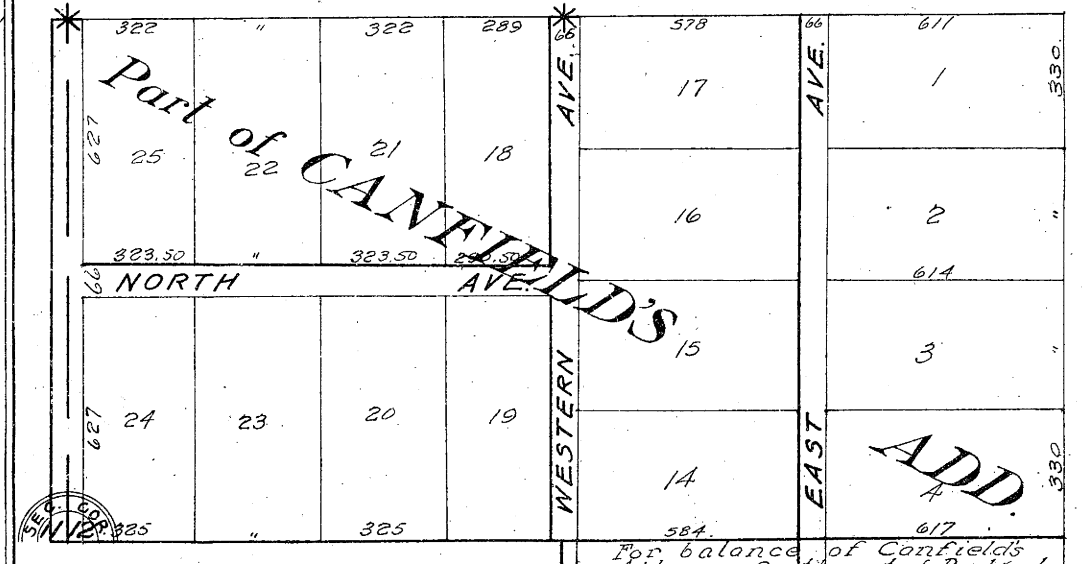 322 " 322 289 66 578 66 611
Part of CANFIELD'S ADD.
AVE. AVE.
330
17 1
627
25 22 21 18
16 2 "
323.50 " 323.50 290.50
614
66 NORTH AVE.
15 3 "
WESTERN EAST
627
24 23 20 19
14 4 330
SEC. COR.
325 " 325 584. 617
For balance of Canfield's